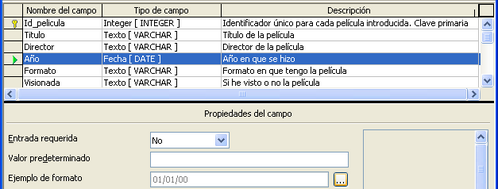 Nombre del campo Tipo de campo Descripción
Id_pelicula Integer [ INTEGER ] Identificador único para cada película introducida. Clave primaria
Título Texto [ VARCHAR ] Título de la película
Director Texto [ VARCHAR ] Director de la película
Año Fecha [ DATE ] Año en que se hizo
Formato Texto [ VARCHAR ] Formato en que tengo la película
Visionada Texto [ VARCHAR ] Si he visto o no la película
Propiedades del campo
Entrada requerida No
Valor predeterminado
Ejemplo de formato 01/01/00 ...